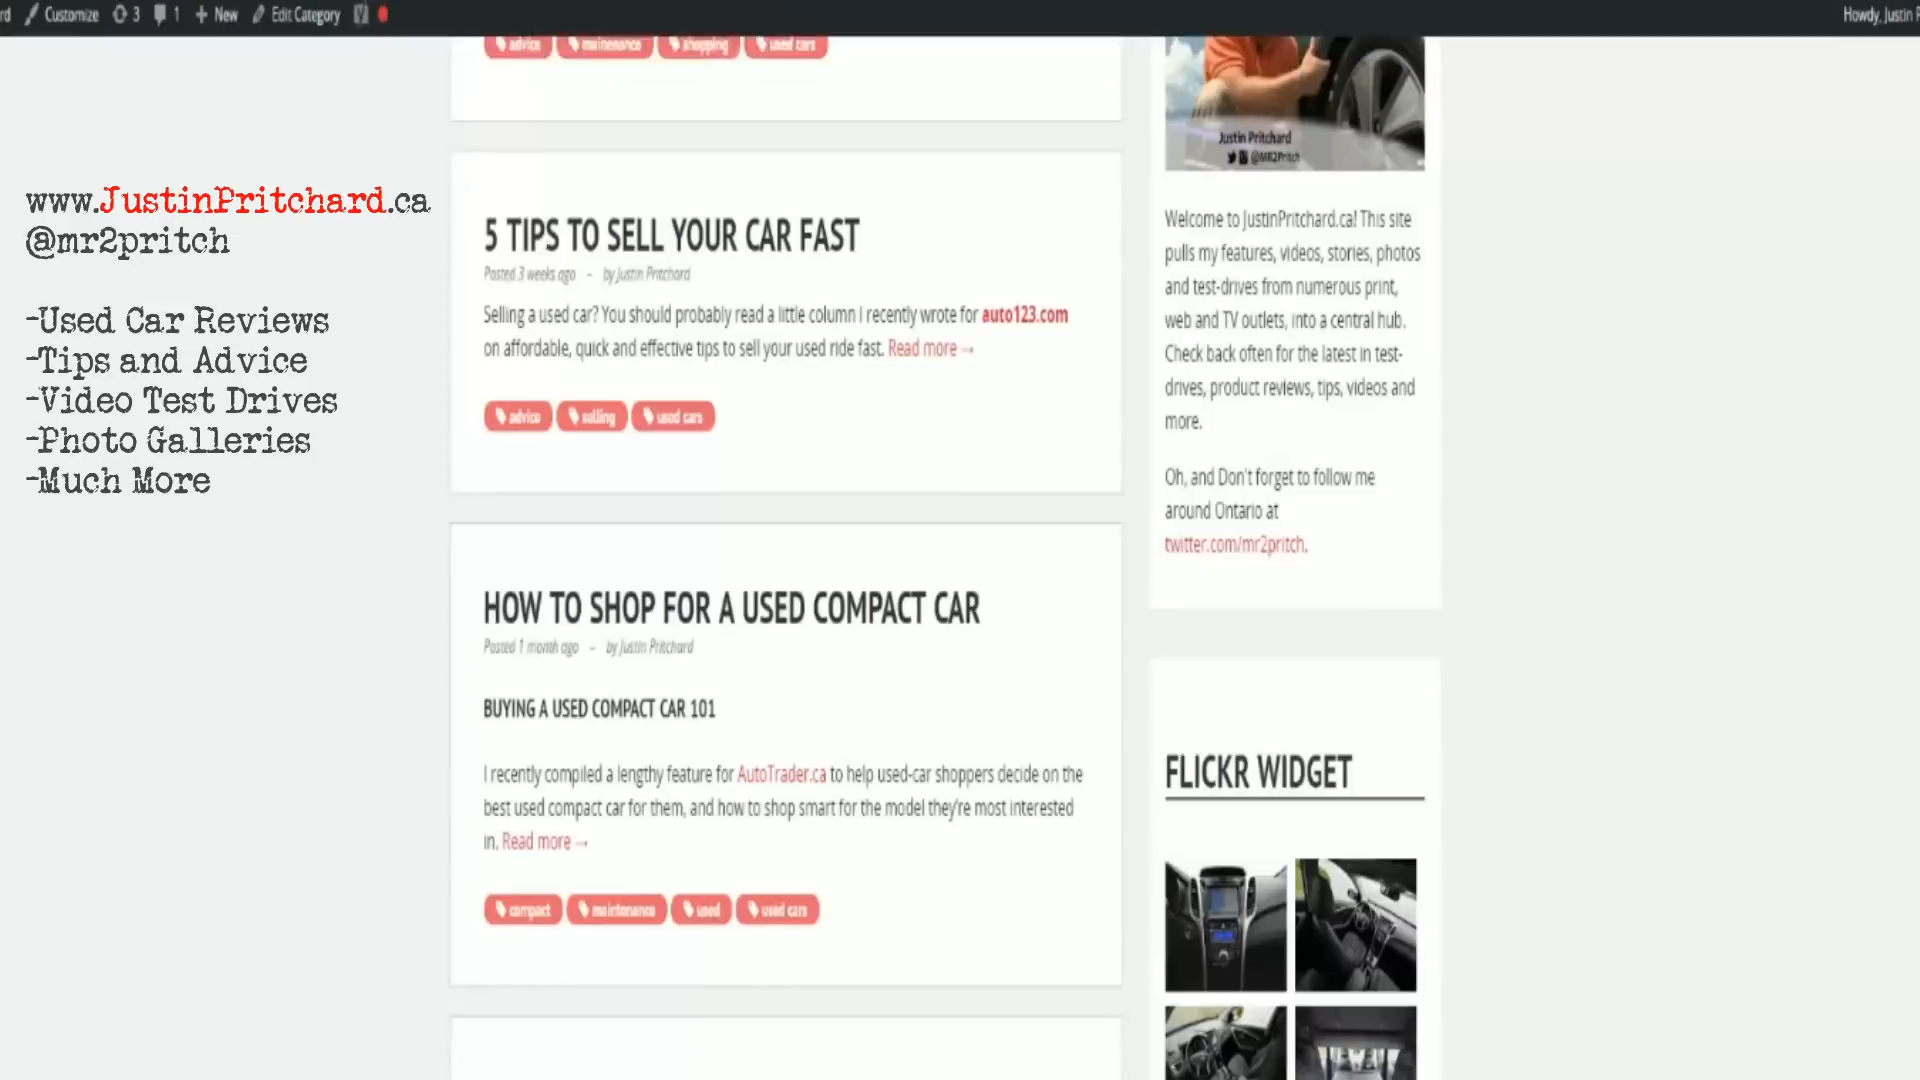 rd Customize 3 1 New Edit Category
Howdy, Justin P
advice mainenance shopping used cars
www.JustinPritchard.ca
@mr2pritch
-Used Car Reviews
-Tips and Advice
-Video Test Drives
-Photo Galleries
-Much More
5 TIPS TO SELL YOUR CAR FAST
Posted 3 weeks ago – by Justin Pritchard
Selling a used car? You should probably read a little column I recently wrote for auto123.com
on affordable, quick and effective tips to sell your used ride fast. Read more →
advice selling used cars
HOW TO SHOP FOR A USED COMPACT CAR
Posted 1 month ago – by Justin Pritchard
BUYING A USED COMPACT CAR 101
I recently compiled a lengthy feature for AutoTrader.ca to help used-car shoppers decide on the
best used compact car for them, and how to shop smart for the model they're most interested
in. Read more →
compact maintenance used used cars
Justin Pritchard
@MR2Pritch
Welcome to JustinPritchard.ca! This site
pulls my features, videos, stories, photos
and test-drives from numerous print,
web and TV outlets, into a central hub.
Check back often for the latest in test-
drives, product reviews, tips, videos and
more.
Oh, and Don't forget to follow me
around Ontario at
twitter.com/mr2pritch.
FLICKR WIDGET